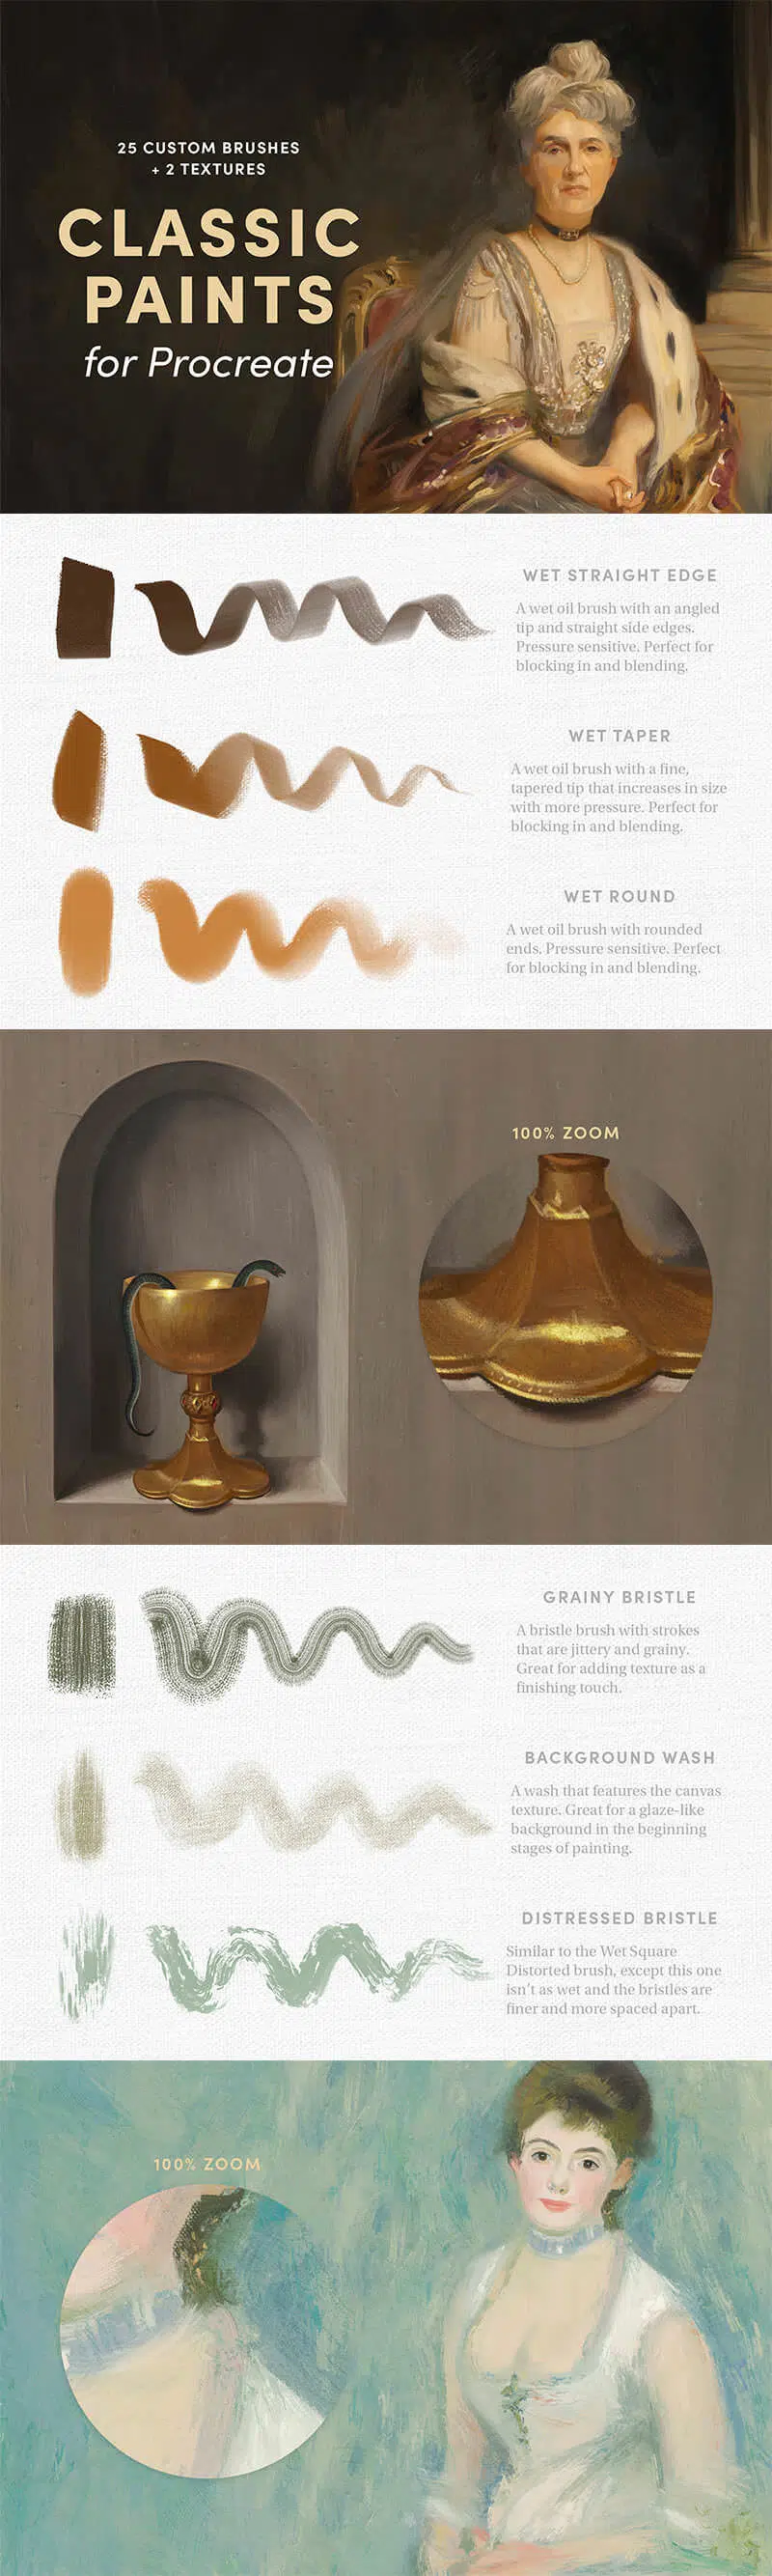 25 CUSTOM BRUSHES
+ 2 TEXTURES
CLASSIC
PAINTS
for Procreate
WET STRAIGHT EDGE
A wet oil brush with an angled
tip and straight side edges.
Pressure sensitive. Perfect for
blocking in and blending.
WET TAPER
A wet oil brush with a fine,
tapered tip that increases in size
with more pressure. Perfect for
blocking in and blending.
WET ROUND
A wet oil brush with rounded
ends. Pressure sensitive. Perfect
for blocking in and blending.
100% ZOOM
GRAINY BRISTLE
A bristle brush with strokes
that are jittery and grainy.
Great for adding texture as a
finishing touch.
BACKGROUND WASH
A wash that features the canvas
texture. Great for a glaze-like
background in the beginning
stages of painting.
DISTRESSED BRISTLE
Similar to the Wet Square
Distorted brush, except this one
isn't as wet and the bristles are
finer and more spaced apart.
100% ZOOM